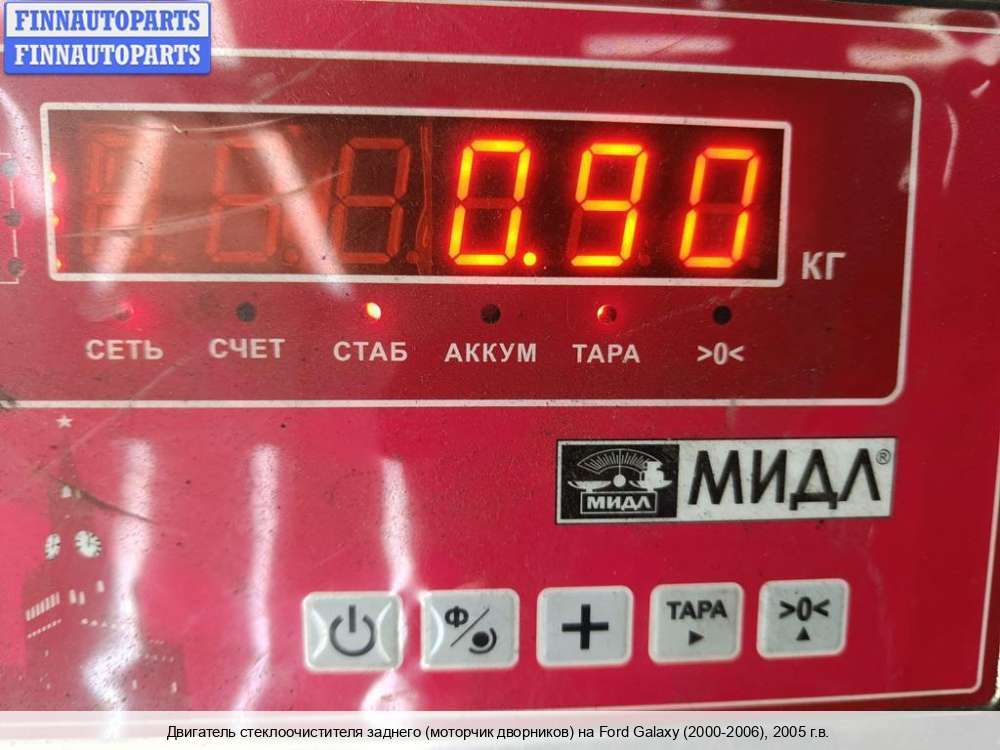 FINNAUTOPARTS
FINNAUTOPARTS
0.90
КГ
СЕТЬ СЧЕТ СТАБ АККУМ ТАРА >0<
МИДЛ МИДЛ®
Ф ТАРА >0<
Двигатель стеклоочистителя заднего (моторчик дворников) на Ford Galaxy (2000-2006), 2005 г.в.